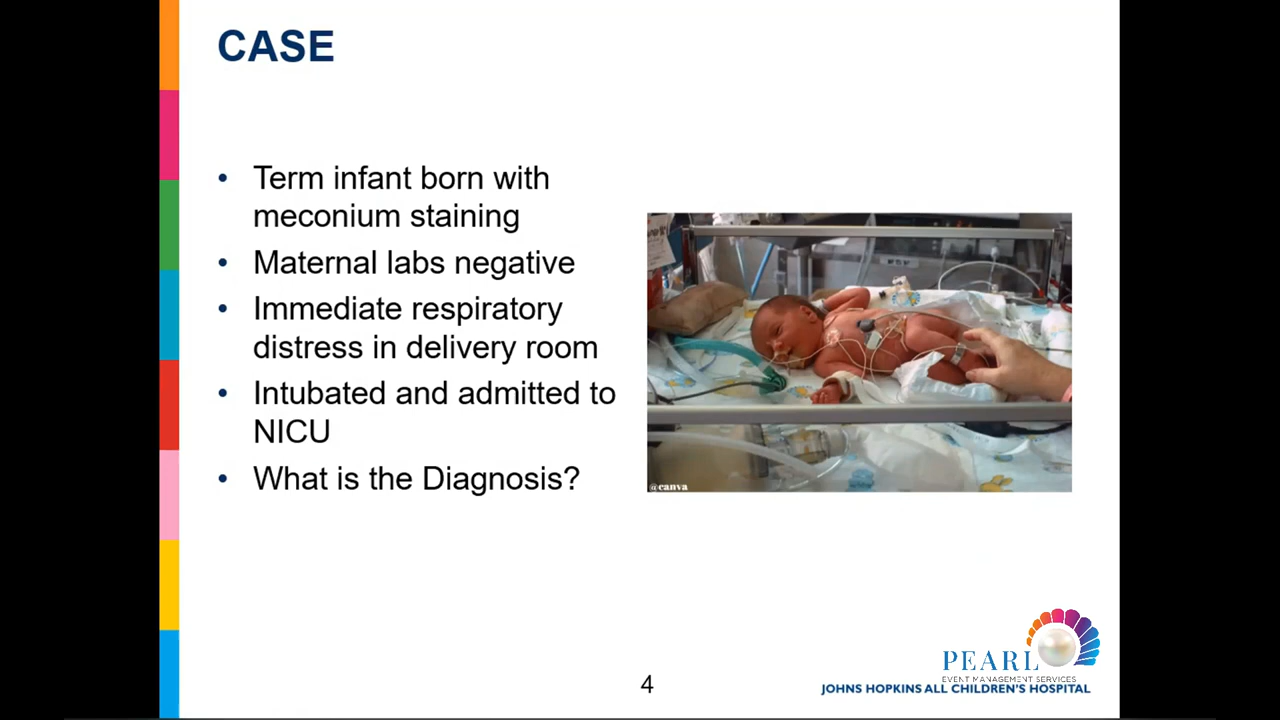 CASE
• Term infant born with
meconium staining
• Maternal labs negative
• Immediate respiratory
distress in delivery room
• Intubated and admitted to
NICU
• What is the Diagnosis?
@canva
4
PEARL
EVENT MANAGEMENT SERVICES
JOHNS HOPKINS ALL CHILDREN'S HOSPITAL